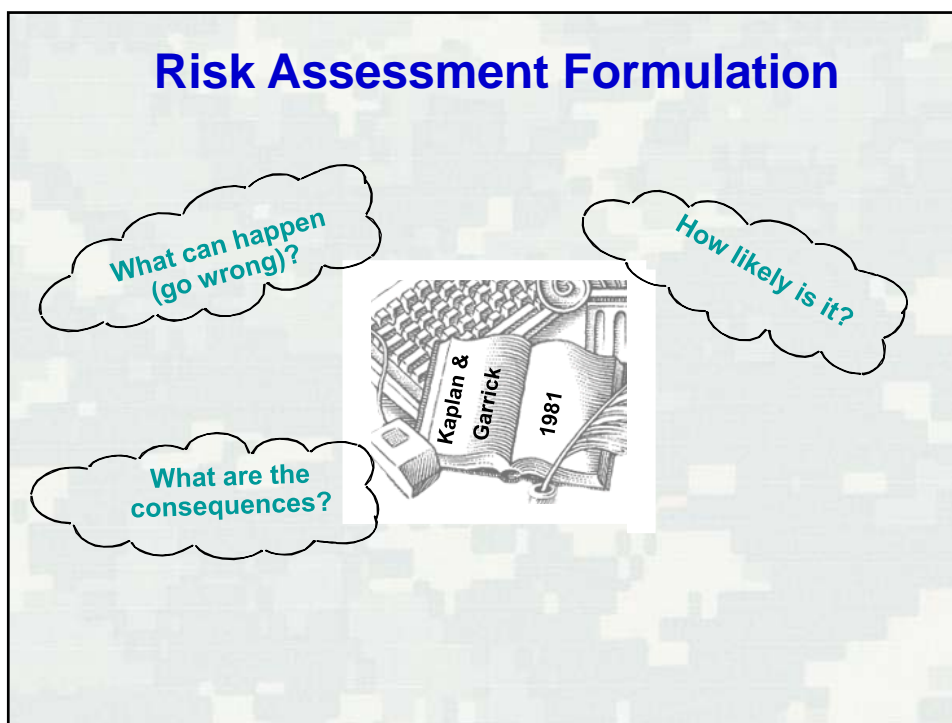 Risk Assessment Formulation
What can happen
(go wrong)?
How likely is it?
Kaplan &
Garrick
1981
What are the
consequences?